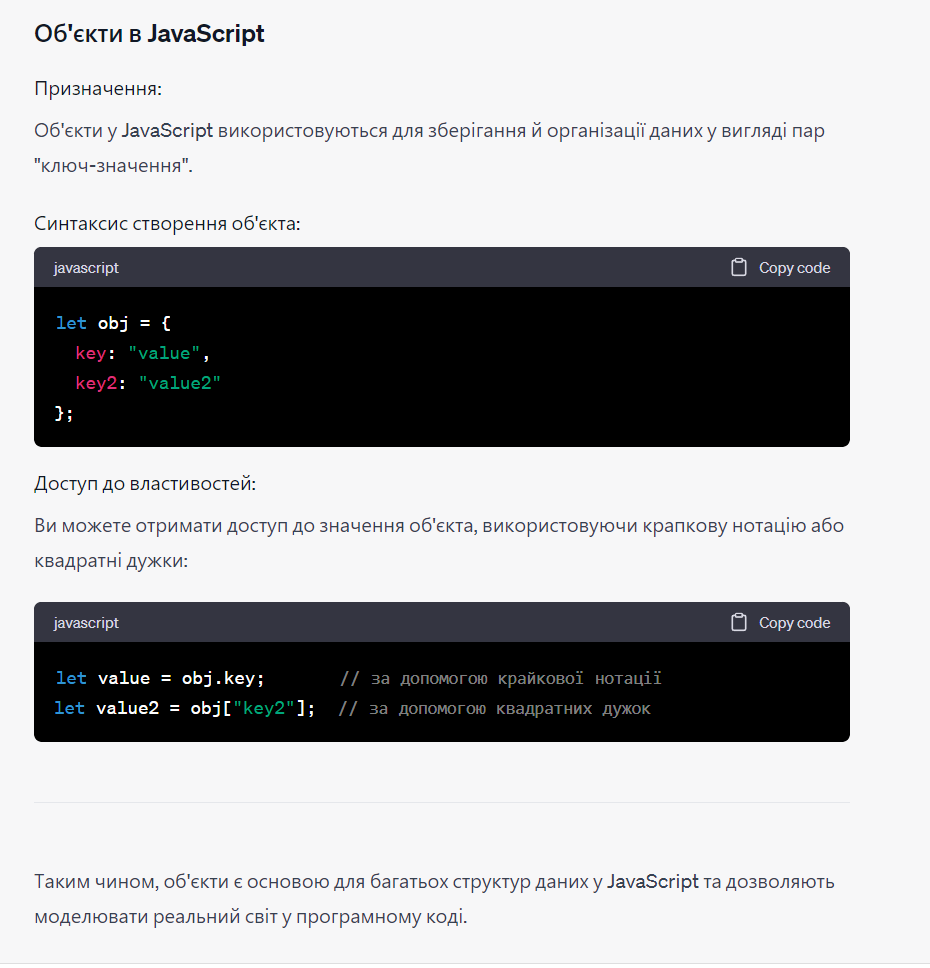 Об'єкти в JavaScript
Призначення:
Об'єкти у JavaScript використовуються для зберігання й організації даних у вигляді пар
"ключ-значення".
Синтаксис створення об'єкта:
javascript Copy code
let obj = {
  key: "value",
  key2: "value2"
};
Доступ до властивостей:
Ви можете отримати доступ до значення об'єкта, використовуючи крапкову нотацію або
квадратні дужки:
javascript Copy code
let value = obj.key;       // за допомогою крайкової нотації
let value2 = obj["key2"];  // за допомогою квадратних дужок
Таким чином, об'єкти є основою для багатьох структур даних у JavaScript та дозволяють
моделювати реальний світ у програмному коді.